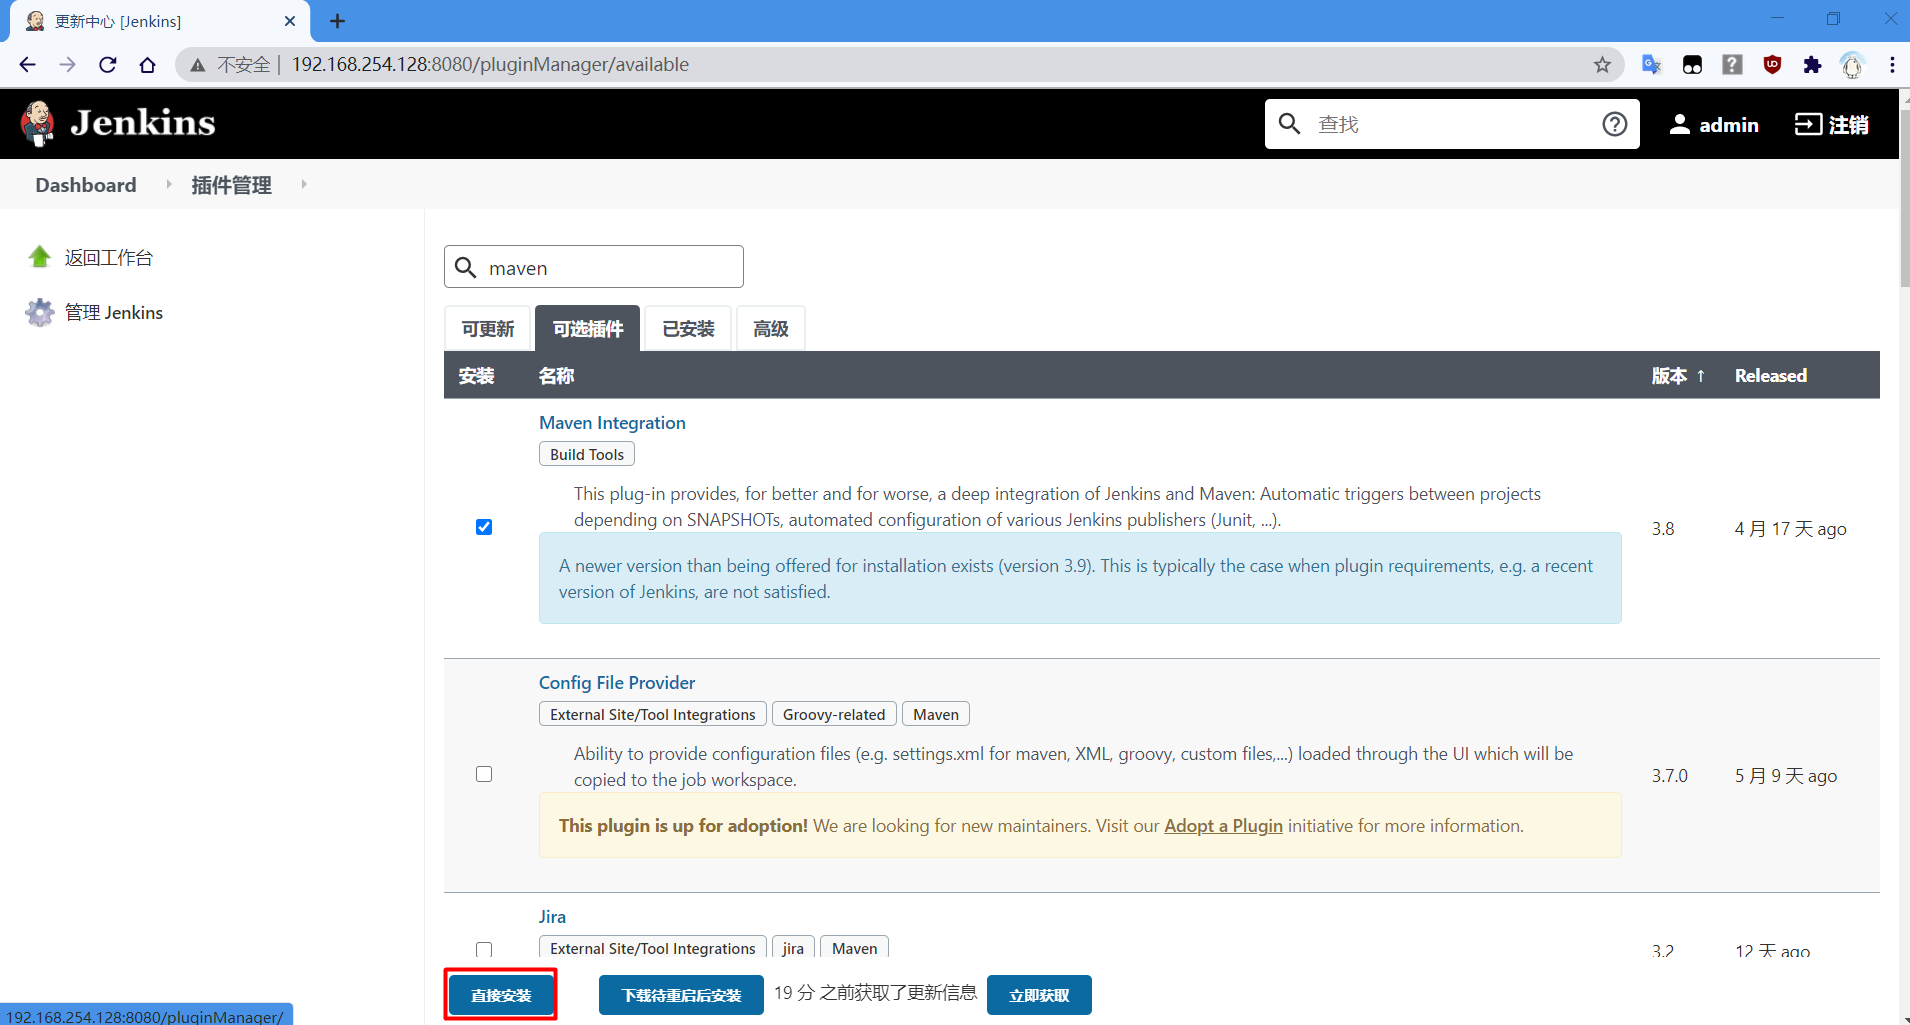 更新中心 [Jenkins]
不安全 | 192.168.254.128:8080/pluginManager/available
Jenkins
查找
admin
注销
Dashboard
插件管理
返回工作台
管理 Jenkins
maven
可更新 可选插件 已安装 高级
安装 名称 版本 ↑ Released
Maven Integration
Build Tools
This plug-in provides, for better and for worse, a deep integration of Jenkins and Maven: Automatic triggers between projects
depending on SNAPSHOTs, automated configuration of various Jenkins publishers (Junit, ...).
3.8 4 月 17 天 ago
A newer version than being offered for installation exists (version 3.9). This is typically the case when plugin requirements, e.g. a recent
version of Jenkins, are not satisfied.
Config File Provider
External Site/Tool Integrations Groovy-related Maven
Ability to provide configuration files (e.g. settings.xml for maven, XML, groovy, custom files,...) loaded through the UI which will be
copied to the job workspace.
3.7.0 5 月 9 天 ago
This plugin is up for adoption! We are looking for new maintainers. Visit our Adopt a Plugin initiative for more information.
Jira
External Site/Tool Integrations jira Maven
3.2 12 天 ago
直接安装 下载待重启后安装 19 分 之前获取了更新信息 立即获取
192.168.254.128:8080/pluginManager/